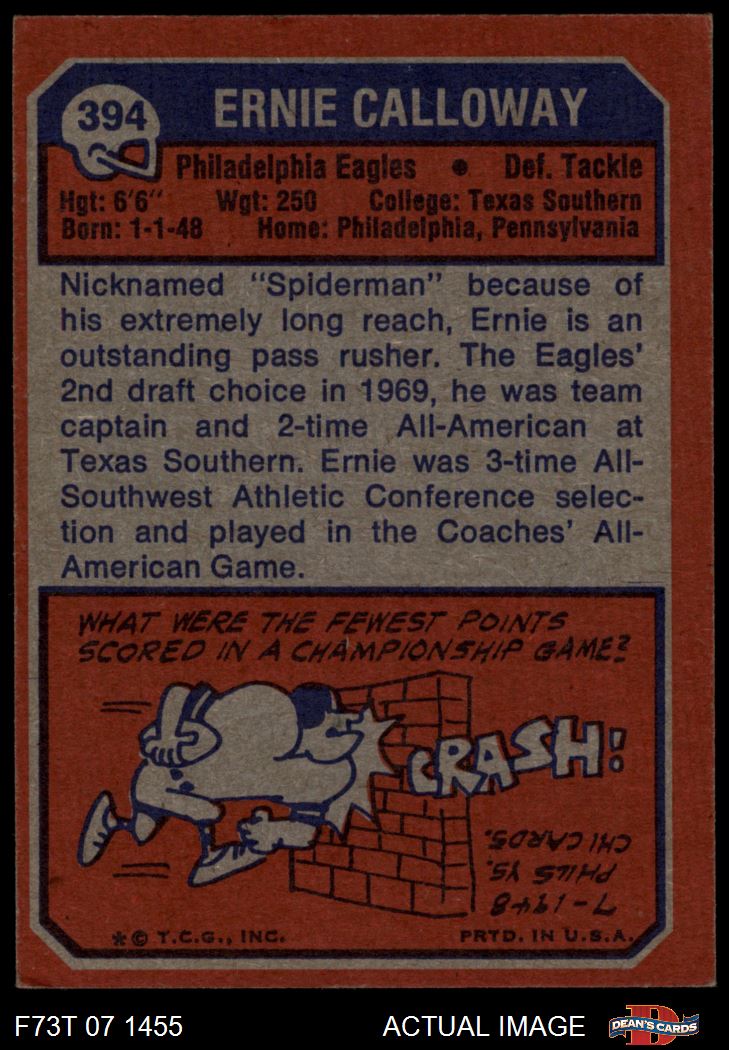 394
ERNIE CALLOWAY
Philadelphia Eagles • Def. Tackle
Hgt: 6'6" Wgt: 250 College: Texas Southern
Born: 1-1-48 Home: Philadelphia, Pennsylvania
Nicknamed "Spiderman" because of
his extremely long reach, Ernie is an
outstanding pass rusher. The Eagles'
2nd draft choice in 1969, he was team
captain and 2-time All-American at
Texas Southern. Ernie was 3-time All-
Southwest Athletic Conference selec-
tion and played in the Coaches' All-
American Game.
WHAT WERE THE FEWEST POINTS
SCORED IN A CHAMPIONSHIP GAME?
CRASH!
7-1948
PHILS VS.
CHI CARDS.
*© T.C.G., INC. PRTD. IN U.S.A.
F73T 07 1455 ACTUAL IMAGE
D
DEAN'S CARDS